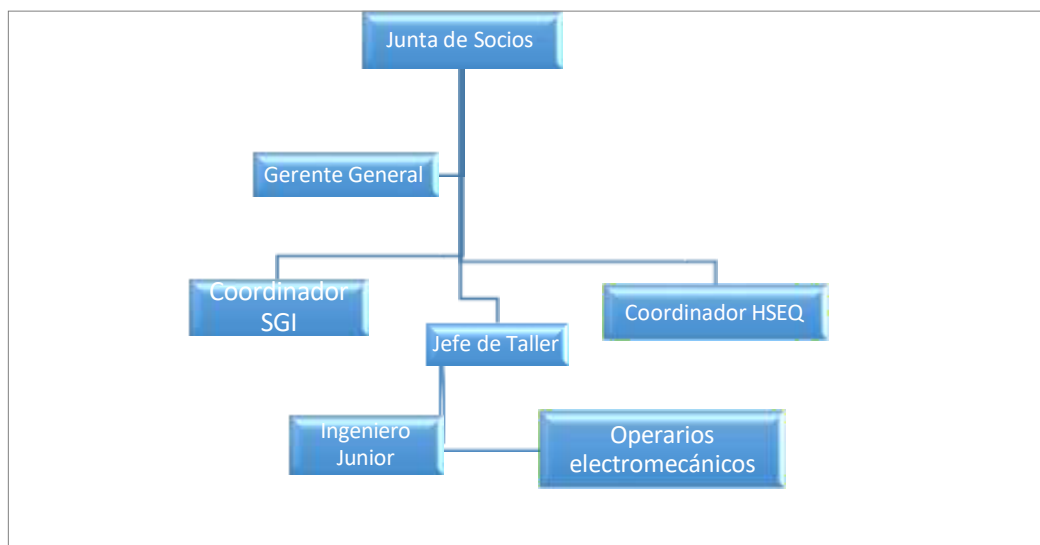 Junta de Socios
Gerente General
Coordinador
SGI
Coordinador HSEQ
Jefe de Taller
Ingeniero
Junior
Operarios
electromecánicos